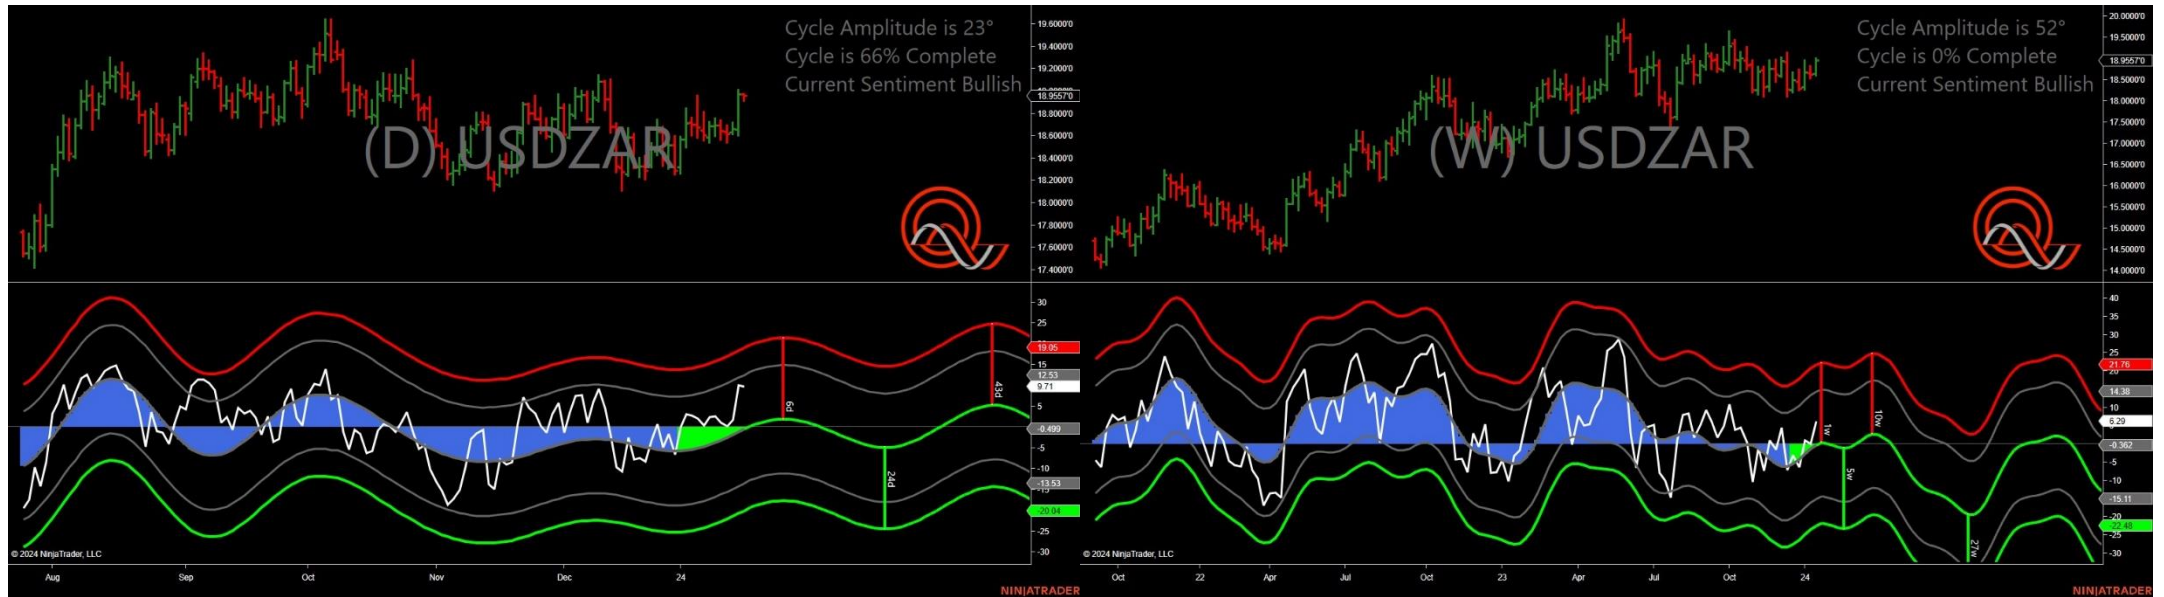 Cycle Amplitude is 23°
Cycle is 66% Complete
Current Sentiment Bullish
(D) USDZAR
19.6000'0
19.4000'0
19.2000'0
18.9557'0
18.8000'0
18.6000'0
18.4000'0
18.2000'0
18.0000'0
17.8000'0
17.6000'0
17.4000'0
30
25
19.05
15
12.53
9.71
5
-0.499
-5
-10
-13.53
-20.04
-25
-30
6d
24d
43d
© 2024 NinjaTrader, LLC
Aug Sep Oct Nov Dec 24
NINJATRADER
Cycle Amplitude is 52°
Cycle is 0% Complete
Current Sentiment Bullish
(W) USDZAR
20.0000'0
19.5000'0
18.9557'0
18.5000'0
18.0000'0
17.5000'0
17.0000'0
16.5000'0
16.0000'0
15.5000'0
15.0000'0
14.5000'0
14.0000'0
40
35
30
25
21.76
20
14.38
10
6.29
-0.362
-5
-10
-15.11
-20
-22.48
-25
-30
1w
5w
10w
27w
© 2024 NinjaTrader, LLC
Oct 22 Apr Jul Oct 23 Apr Jul Oct 24
NINJATRADER